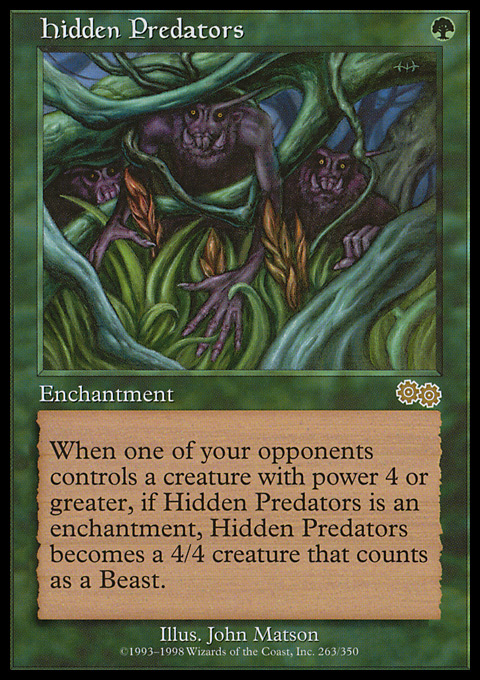 Hidden Predators
Enchantment
When one of your opponents
controls a creature with power 4 or
greater, if Hidden Predators is an
enchantment, Hidden Predators
becomes a 4/4 creature that counts
as a Beast.
Illus. John Matson
©1993–1998 Wizards of the Coast, Inc. 263/350